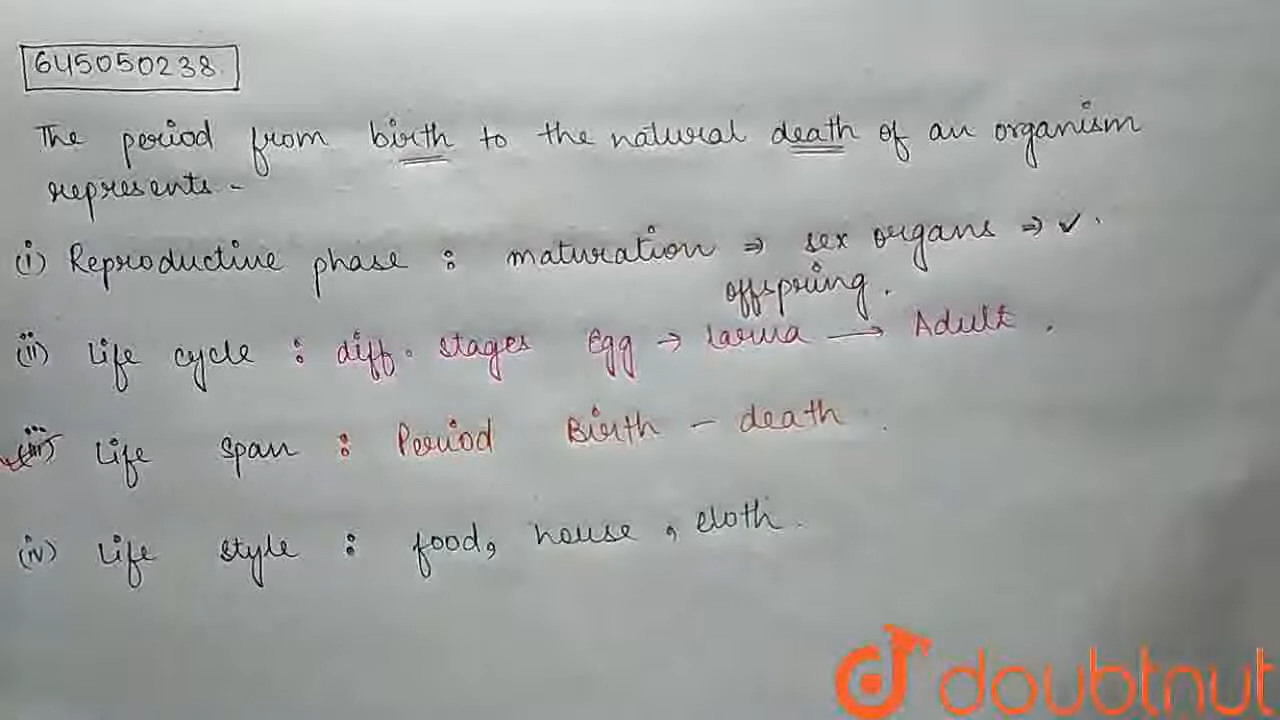 645050238
The period from birth to the natural death of an organism
represents -
(i) Reproductive phase : maturation ⇒ sex organs ⇒ ✓.
offspring.
(ii) Life cycle : diff. stages Egg → larva → Adult.
(iii) Life span : Period Birth - death.
(iv) Life style : food, house, cloth.
doubtnut